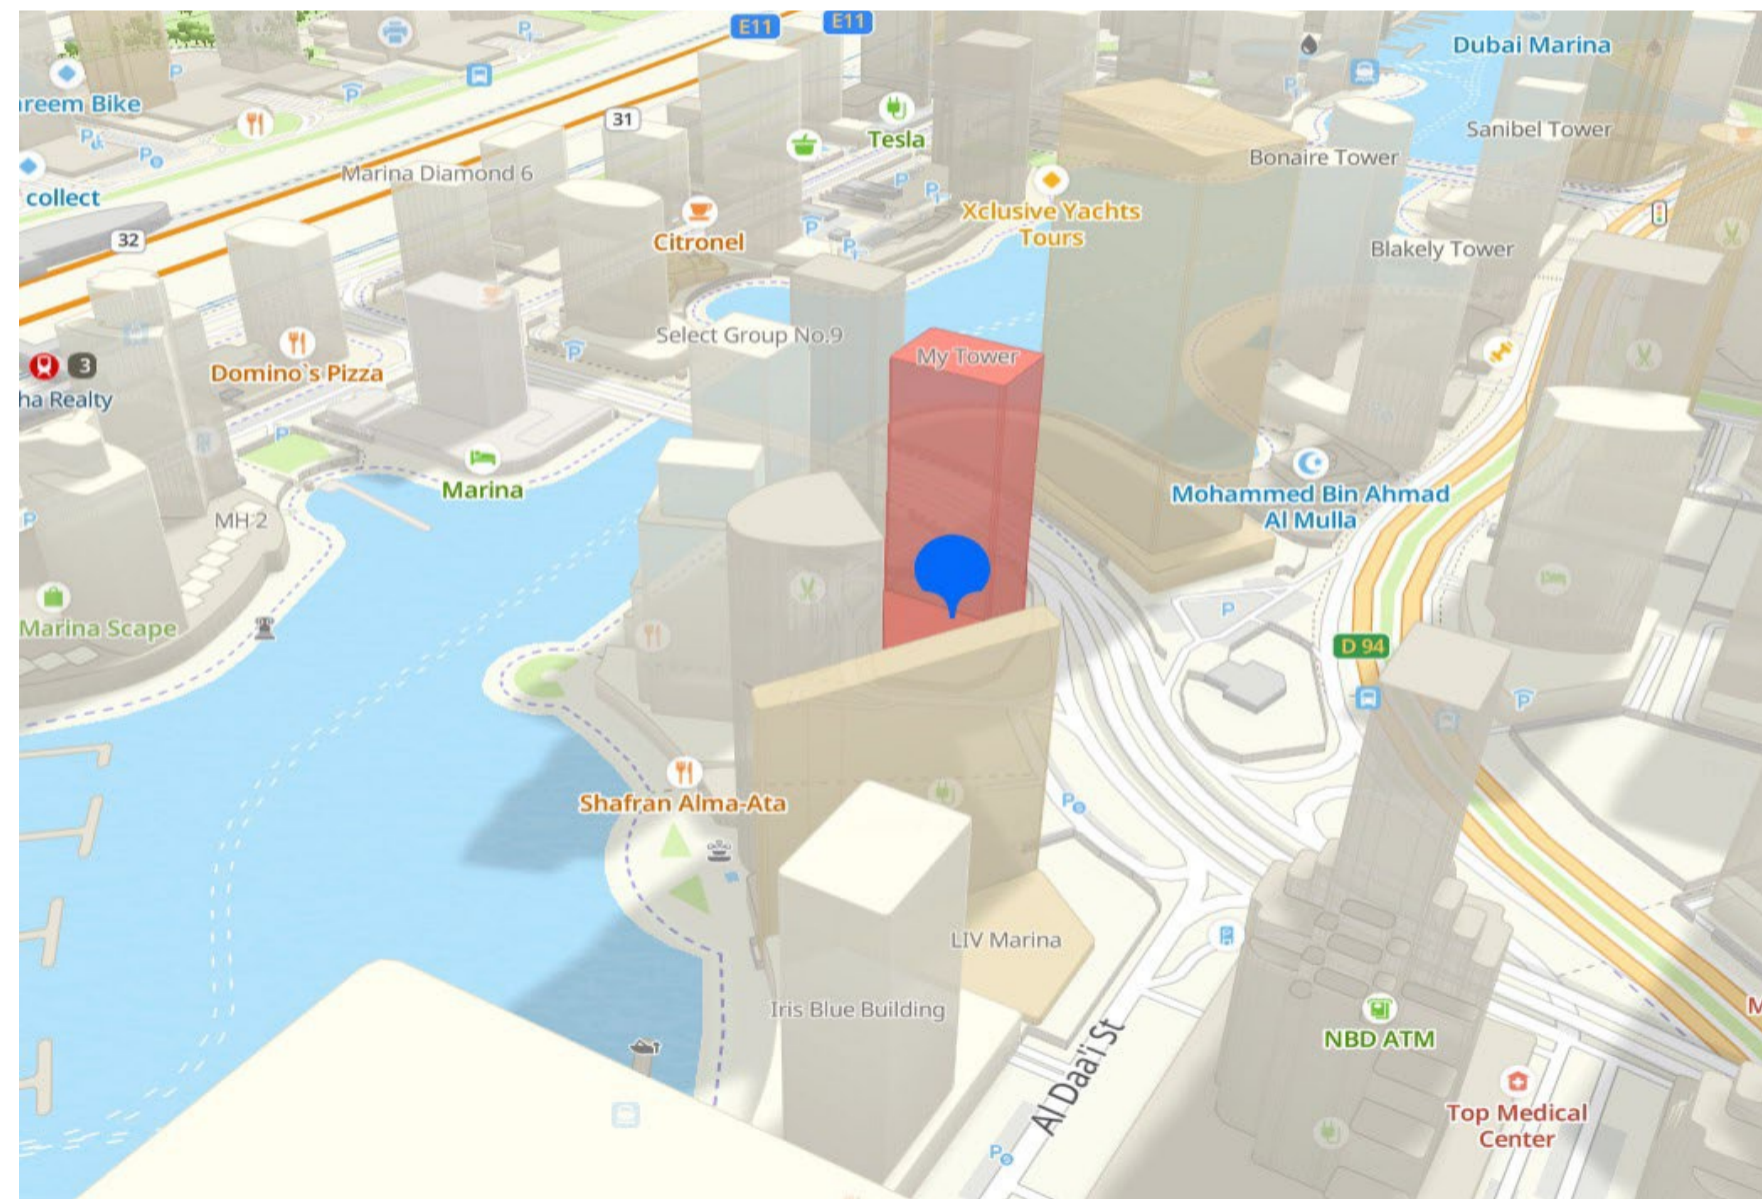 E11
E11
Dubai Marina
P
P
P
P
reem Bike
31
Sanibel Tower
Tesla
P
P
Bonaire Tower
Marina Diamond 6
P
P
collect
Xclusive Yachts
Tours
P
P
32
Citronel
Blakely Tower
Select Group No.9
P
My Tower
3
Domino`s Pizza
ha Realty
P
Marina
Mohammed Bin Ahmad
Al Mulla
P
MH 2
P
Marina Scape
D 94
P
Shafran Alma-Ata
P
LIV Marina
Iris Blue Building
NBD ATM
M
Al Daa'i St
Top Medical
Center
P